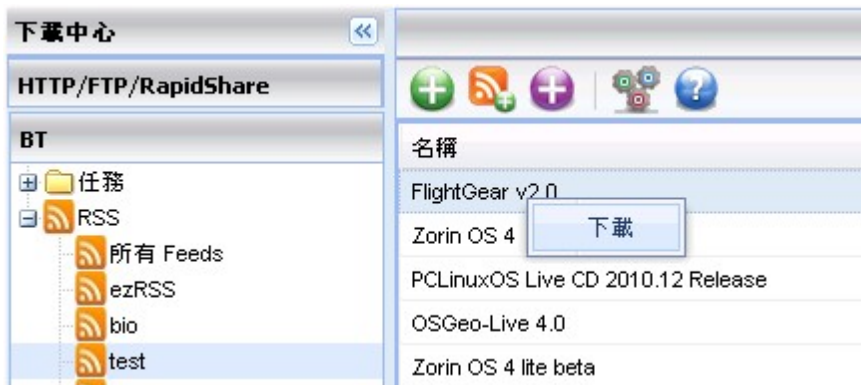 下載中心
HTTP/FTP/RapidShare
BT
任務
RSS
所有 Feeds
ezRSS
bio
test
名稱
FlightGear v2.0
下載
Zorin OS 4
PCLinuxOS Live CD 2010.12 Release
OSGeo-Live 4.0
Zorin OS 4 lite beta